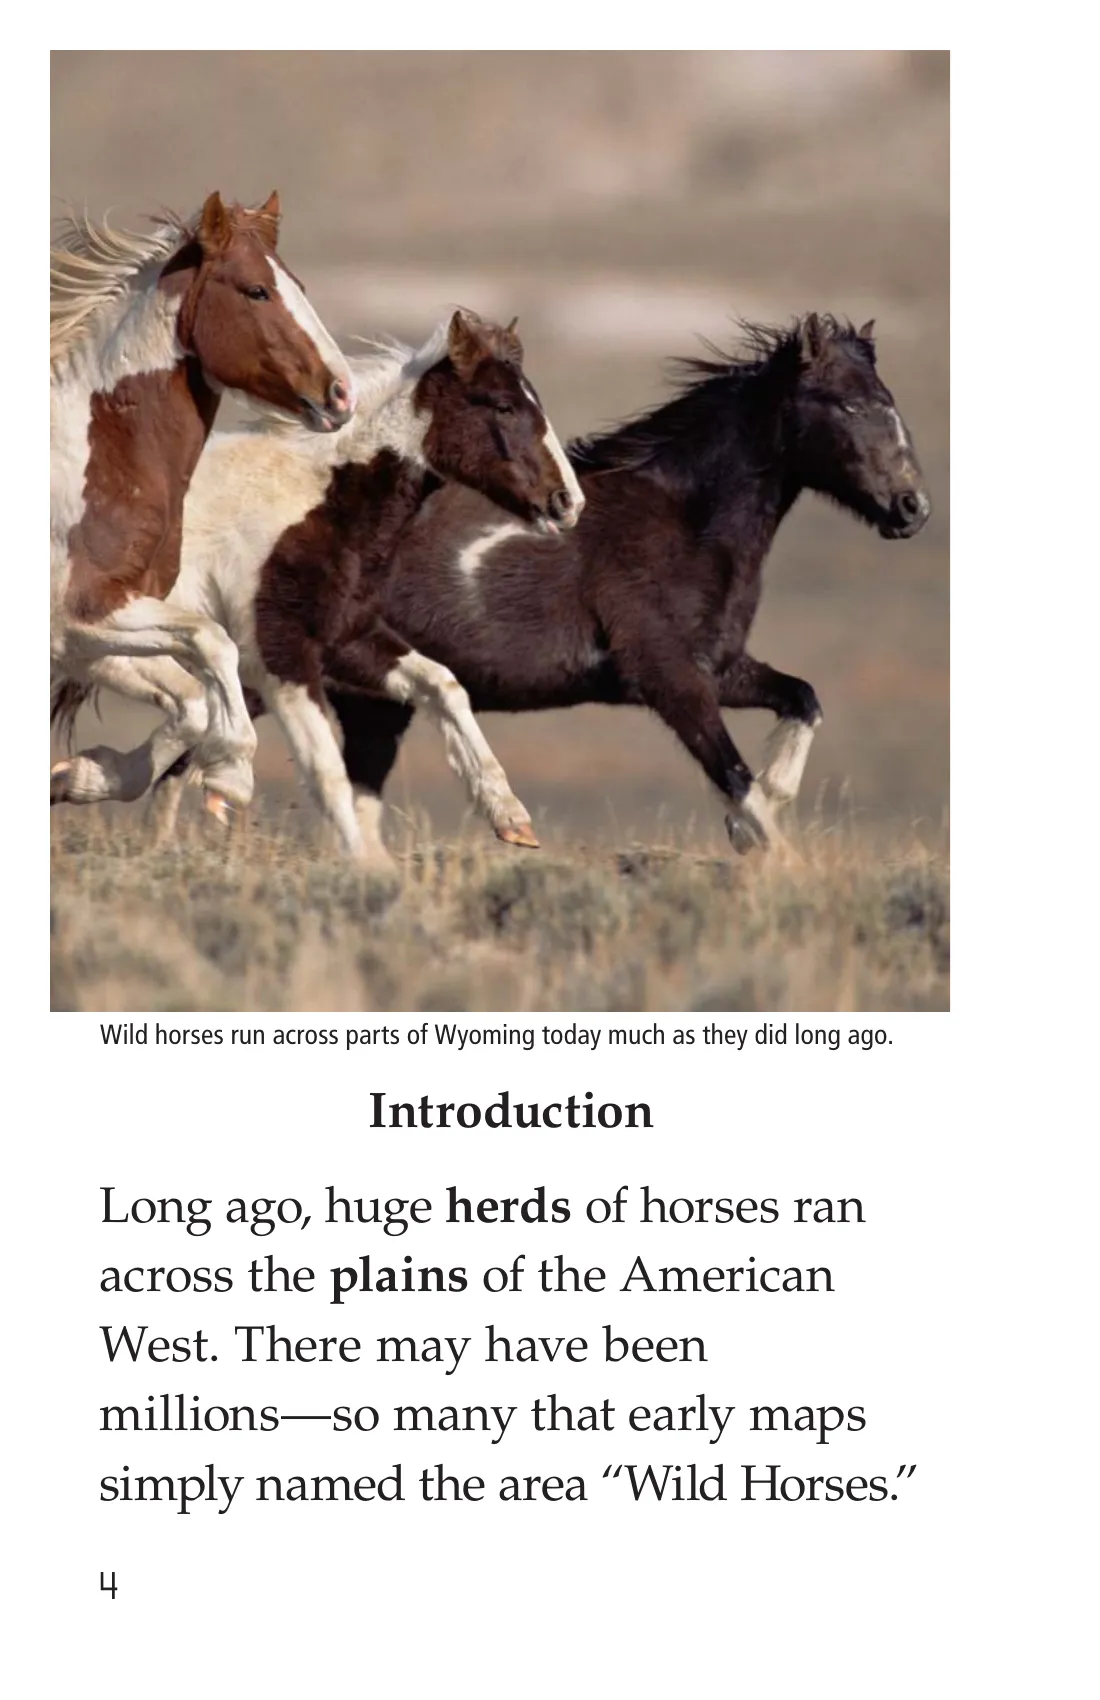 Wild horses run across parts of Wyoming today much as they did long ago.
Introduction
Long ago, huge herds of horses ran
across the plains of the American
West. There may have been
millions—so many that early maps
simply named the area “Wild Horses.”
4